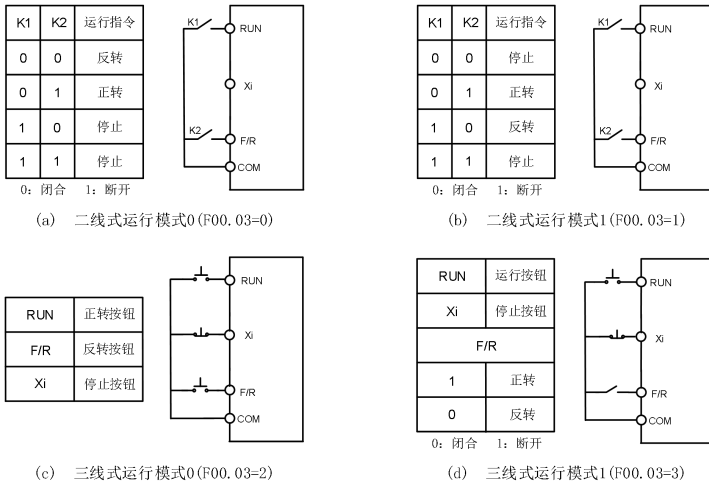 K1 K2 运行指令
0 0 反转
0 1 正转
1 0 停止
1 1 停止
0: 闭合 1: 断开
K1
RUN
Xi
K2
F/R
COM
(a) 二线式运行模式0(F00.03=0)
K1 K2 运行指令
0 0 停止
0 1 正转
1 0 反转
1 1 停止
0: 闭合 1: 断开
K1
RUN
Xi
K2
F/R
COM
(b) 二线式运行模式1(F00.03=1)
RUN 正转按钮
F/R 反转按钮
Xi 停止按钮
RUN
Xi
F/R
COM
(c) 三线式运行模式0(F00.03=2)
RUN 运行按钮
Xi 停止按钮
F/R
1 正转
0 反转
0: 闭合 1: 断开
RUN
Xi
F/R
COM
(d) 三线式运行模式1(F00.03=3)